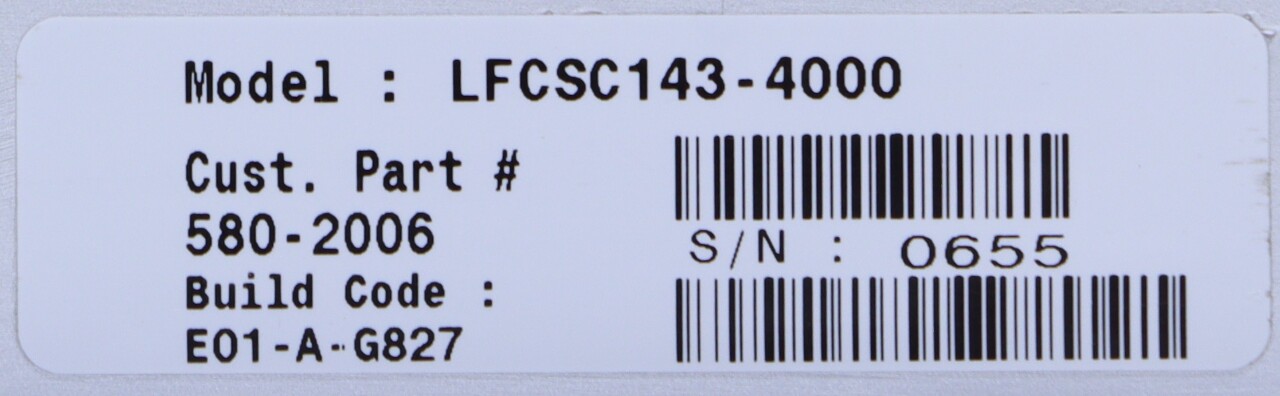 Model : LFCSC143-4000
Cust. Part #
580-2006
S/N : 0655
Build Code :
E01-A-G827